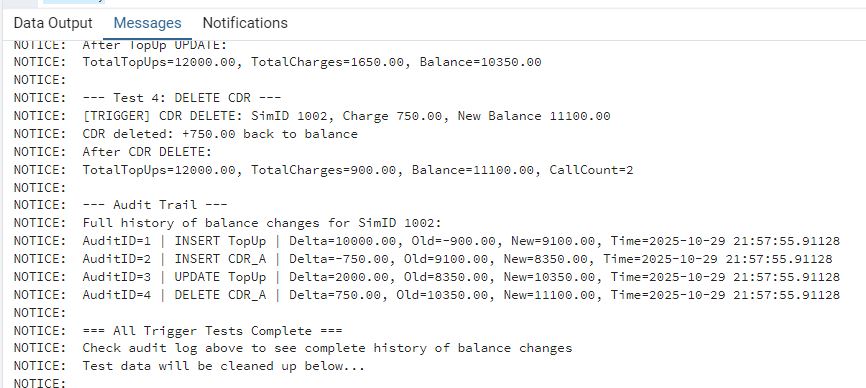 Data Output Messages Notifications
NOTICE: After TopUp UPDATE:
NOTICE: TotalTopUps=12000.00, TotalCharges=1650.00, Balance=10350.00
NOTICE:
NOTICE: --- Test 4: DELETE CDR ---
NOTICE: [TRIGGER] CDR DELETE: SimID 1002, Charge 750.00, New Balance 11100.00
NOTICE: CDR deleted: +750.00 back to balance
NOTICE: After CDR DELETE:
NOTICE: TotalTopUps=12000.00, TotalCharges=900.00, Balance=11100.00, CallCount=2
NOTICE:
NOTICE: --- Audit Trail ---
NOTICE: Full history of balance changes for SimID 1002:
NOTICE: AuditID=1 | INSERT TopUp | Delta=10000.00, Old=-900.00, New=9100.00, Time=2025-10-29 21:57:55.91128
NOTICE: AuditID=2 | INSERT CDR_A | Delta=-750.00, Old=9100.00, New=8350.00, Time=2025-10-29 21:57:55.91128
NOTICE: AuditID=3 | UPDATE TopUp | Delta=2000.00, Old=8350.00, New=10350.00, Time=2025-10-29 21:57:55.91128
NOTICE: AuditID=4 | DELETE CDR_A | Delta=750.00, Old=10350.00, New=11100.00, Time=2025-10-29 21:57:55.91128
NOTICE:
NOTICE: === All Trigger Tests Complete ===
NOTICE: Check audit log above to see complete history of balance changes
NOTICE: Test data will be cleaned up below...
NOTICE: